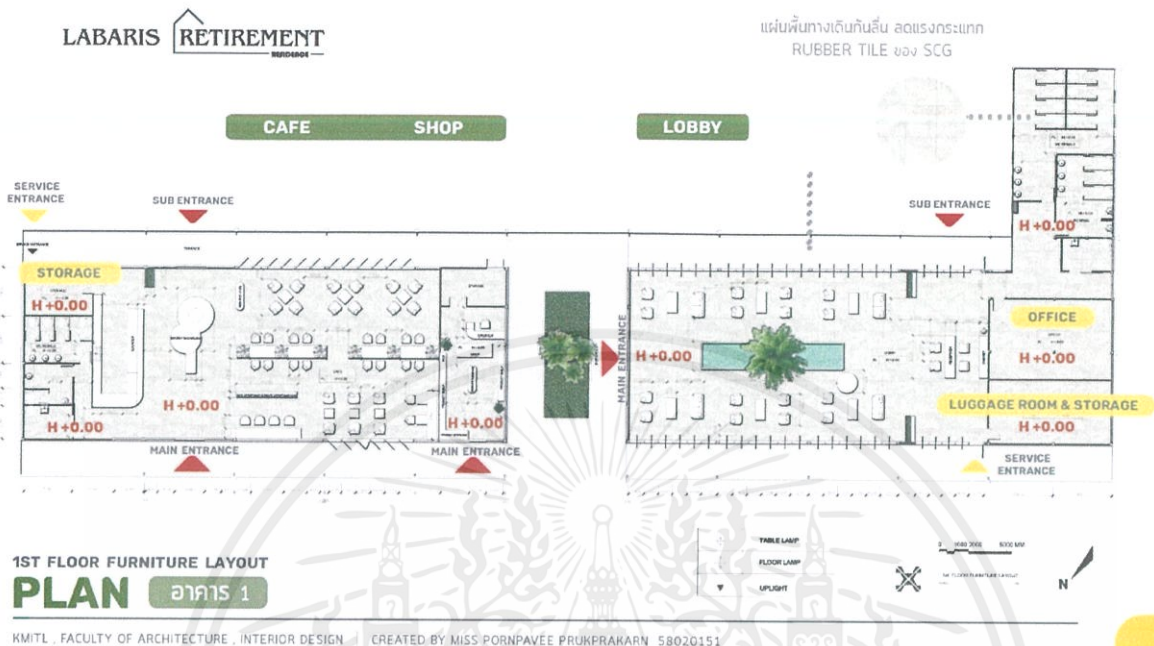 LABARIS RETIREMENT
RESIDENCE
แผ่นพื้นทางเดินกันลื่น ลดแรงกระแทก
RUBBER TILE ของ SCG
CAFE SHOP
LOBBY
SERVICE
ENTRANCE
SUB ENTRANCE
SUB ENTRANCE
H +0.00
STORAGE
H +0.00
OFFICE
H +0.00
MAIN ENTRANCE
H +0.00
H +0.00
LUGGAGE ROOM & STORAGE
H +0.00
H +0.00
H +0.00
MAIN ENTRANCE
MAIN ENTRANCE
SERVICE
ENTRANCE
1ST FLOOR FURNITURE LAYOUT
PLAN อาคาร 1
TABLE LAMP
FLOOR LAMP
UPLIGHT
1ST FLOOR FURNITURE LAYOUT
N
KMITL , FACULTY OF ARCHITECTURE , INTERIOR DESIGN | CREATED BY MISS PORNPAVEE PRUKPRAKARN 58020151